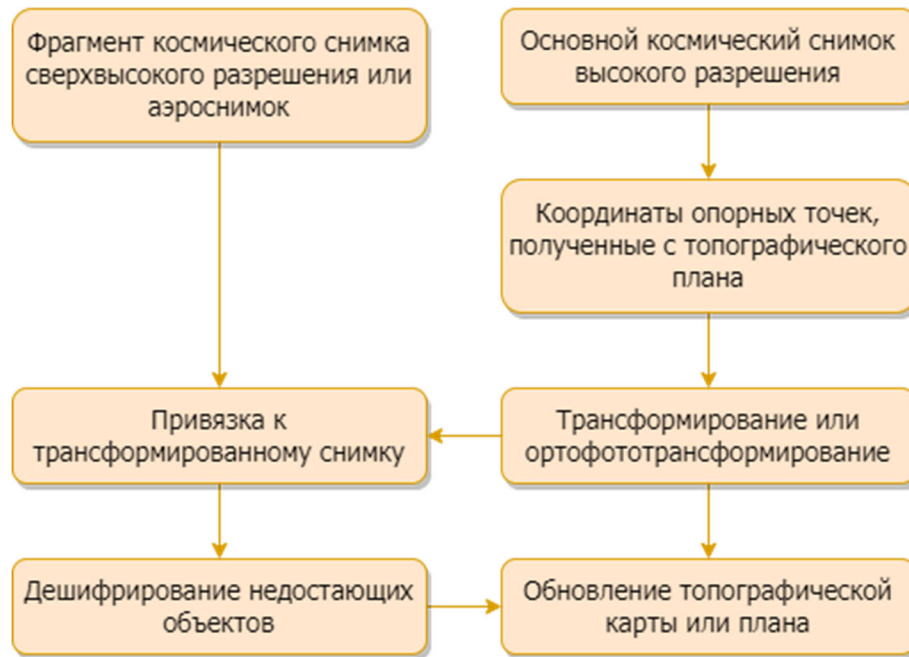 Фрагмент космического снимка
сверхвысокого разрешения или
аэроснимок
Основной космический снимок
высокого разрешения
Координаты опорных точек,
полученные с топографического
плана
Привязка к
трансформированному снимку
Трансформирование или
ортофототрансформирование
Дешифрирование недостающих
объектов
Обновление топографической
карты или плана